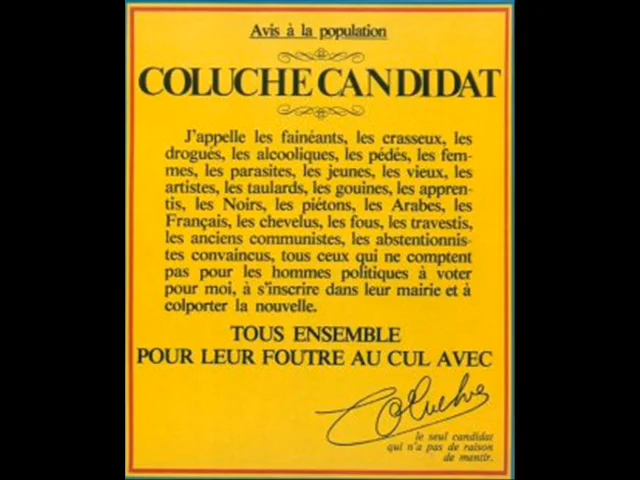 Avis à la population
COLUCHE CANDIDAT
J'appelle les fainéants, les crasseux, les
drogués, les alcooliques, les pédés, les fem-
mes, les parasites, les jeunes, les vieux, les
artistes, les taulards, les gouines, les appren-
tis, les Noirs, les piétons, les Arabes, les
Français, les chevelus, les fous, les travestis,
les anciens communistes, les abstentionnis-
tes convaincus, tous ceux qui ne comptent
pas pour les hommes politiques à voter
pour moi, à s'inscrire dans leur mairie et à
colporter la nouvelle.
TOUS ENSEMBLE
POUR LEUR FOUTRE AU CUL AVEC
Coluche
le seul candidat
qui n'a pas de raison
de mentir.